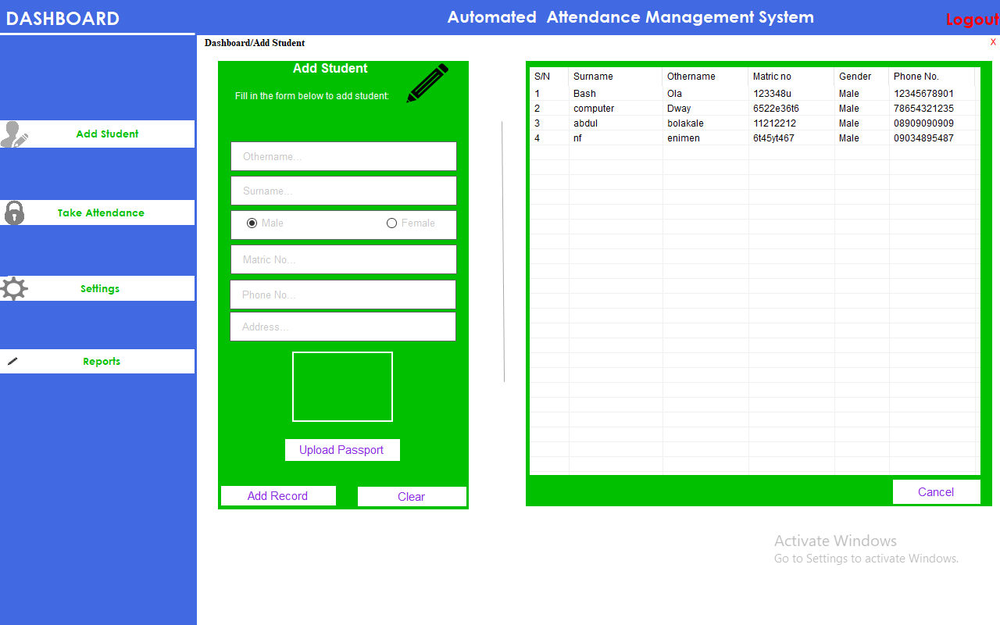 DASHBOARD
Automated Attendance Management System
Logout
Dashboard/Add Student
X
Add Student
Take Attendance
Settings
Reports
Add Student
Fill in the form below to add student:
Othername...
Surname...
Male Female
Matric No...
Phone No...
Address...
Upload Passport
Add Record Clear
S/N Surname Othername Matric no Gender Phone No.
1 Bash Ola 123348u Male 12345678901
2 computer Dway 6522e36t6 Male 78654321235
3 abdul bolakale 11212212 Male 08909090909
4 nf enimen 6t45yt467 Male 09034895487
Cancel
Activate Windows
Go to Settings to activate Windows.